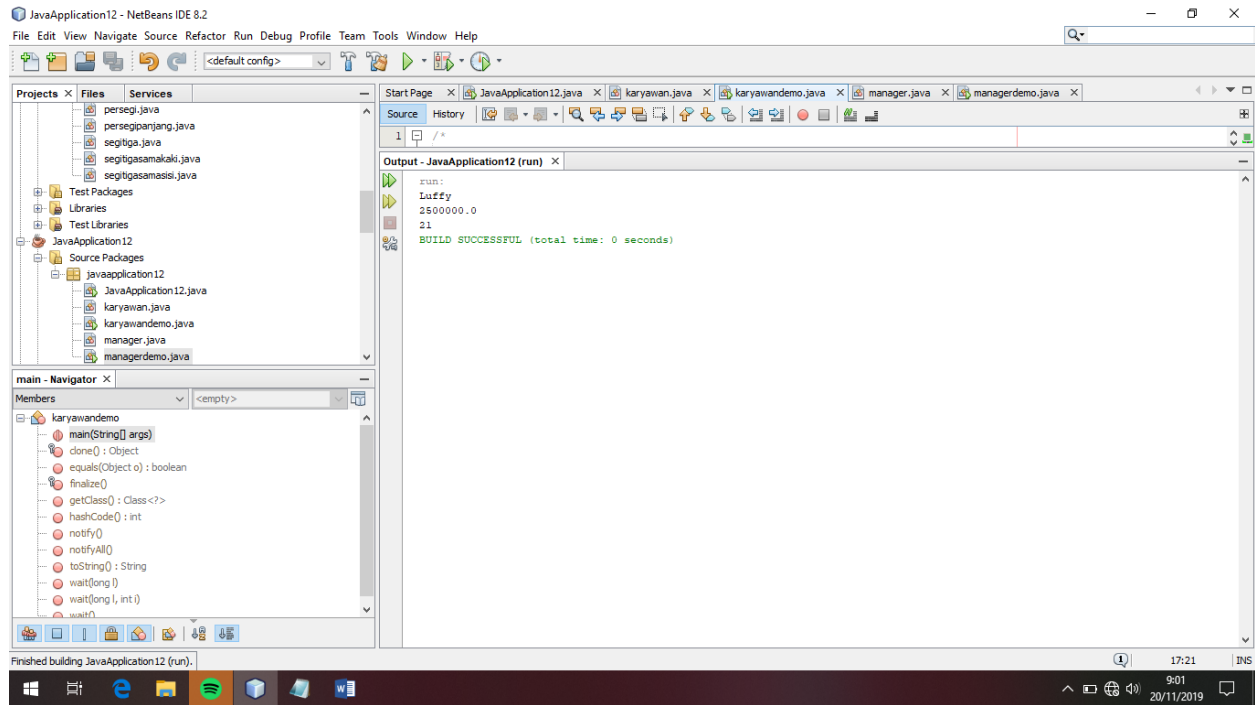 JavaApplication12 - NetBeans IDE 8.2
File Edit View Navigate Source Refactor Run Debug Profile Team Tools Window Help
<default config>
Projects Files Services
persegi.java
persegipanjang.java
segitiga.java
segitigasamakaki.java
segitigasamasisi.java
Test Packages
Libraries
Test Libraries
JavaApplication12
Source Packages
javaapplication12
JavaApplication12.java
karyawan.java
karyawandemo.java
manager.java
managerdemo.java
main - Navigator
Members <empty>
karyawandemo
main(String[] args)
clone() : Object
equals(Object o) : boolean
finalize()
getClass() : Class<?>
hashCode() : int
notify()
notifyAll()
toString() : String
wait(long l)
wait(long l, int i)
wait()
Start Page JavaApplication12.java karyawan.java karyawandemo.java manager.java managerdemo.java
Source History
1 /*
Output - JavaApplication12 (run)
run:
Luffy
2500000.0
21
BUILD SUCCESSFUL (total time: 0 seconds)
Finished building JavaApplication12 (run).
1 17:21 INS
9:01
20/11/2019